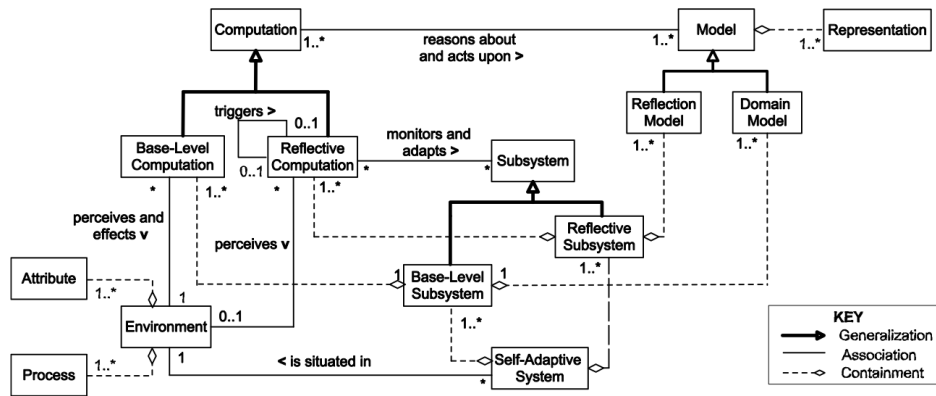 Computation
1..*
reasons about
and acts upon >
1..*
Model
1..*
Representation
triggers >
0..1
0..1
Base-Level
Computation
Reflective
Computation
monitors and
adapts >
Subsystem
Reflection
Model
Domain
Model
*
1..*
*
1..*
*
*
1..*
*
perceives and
effects v
perceives v
Reflective
Subsystem
1..*
Attribute
1..*
1
Base-Level
Subsystem
1
1
Environment
0..1
1..*
1..*
Process
1
< is situated in
*
Self-Adaptive
System
KEY
Generalization
Association
Containment